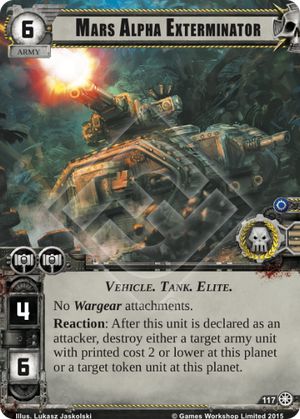 6
ARMY
Mars Alpha Exterminator
Vehicle. Tank. Elite.
4
6
No Wargear attachments.
Reaction: After this unit is declared as an
attacker, destroy either a target army unit
with printed cost 2 or lower at this planet
or a target token unit at this planet.
117
Illus. Lukasz Jaskolski
© Games Workshop Limited 2015